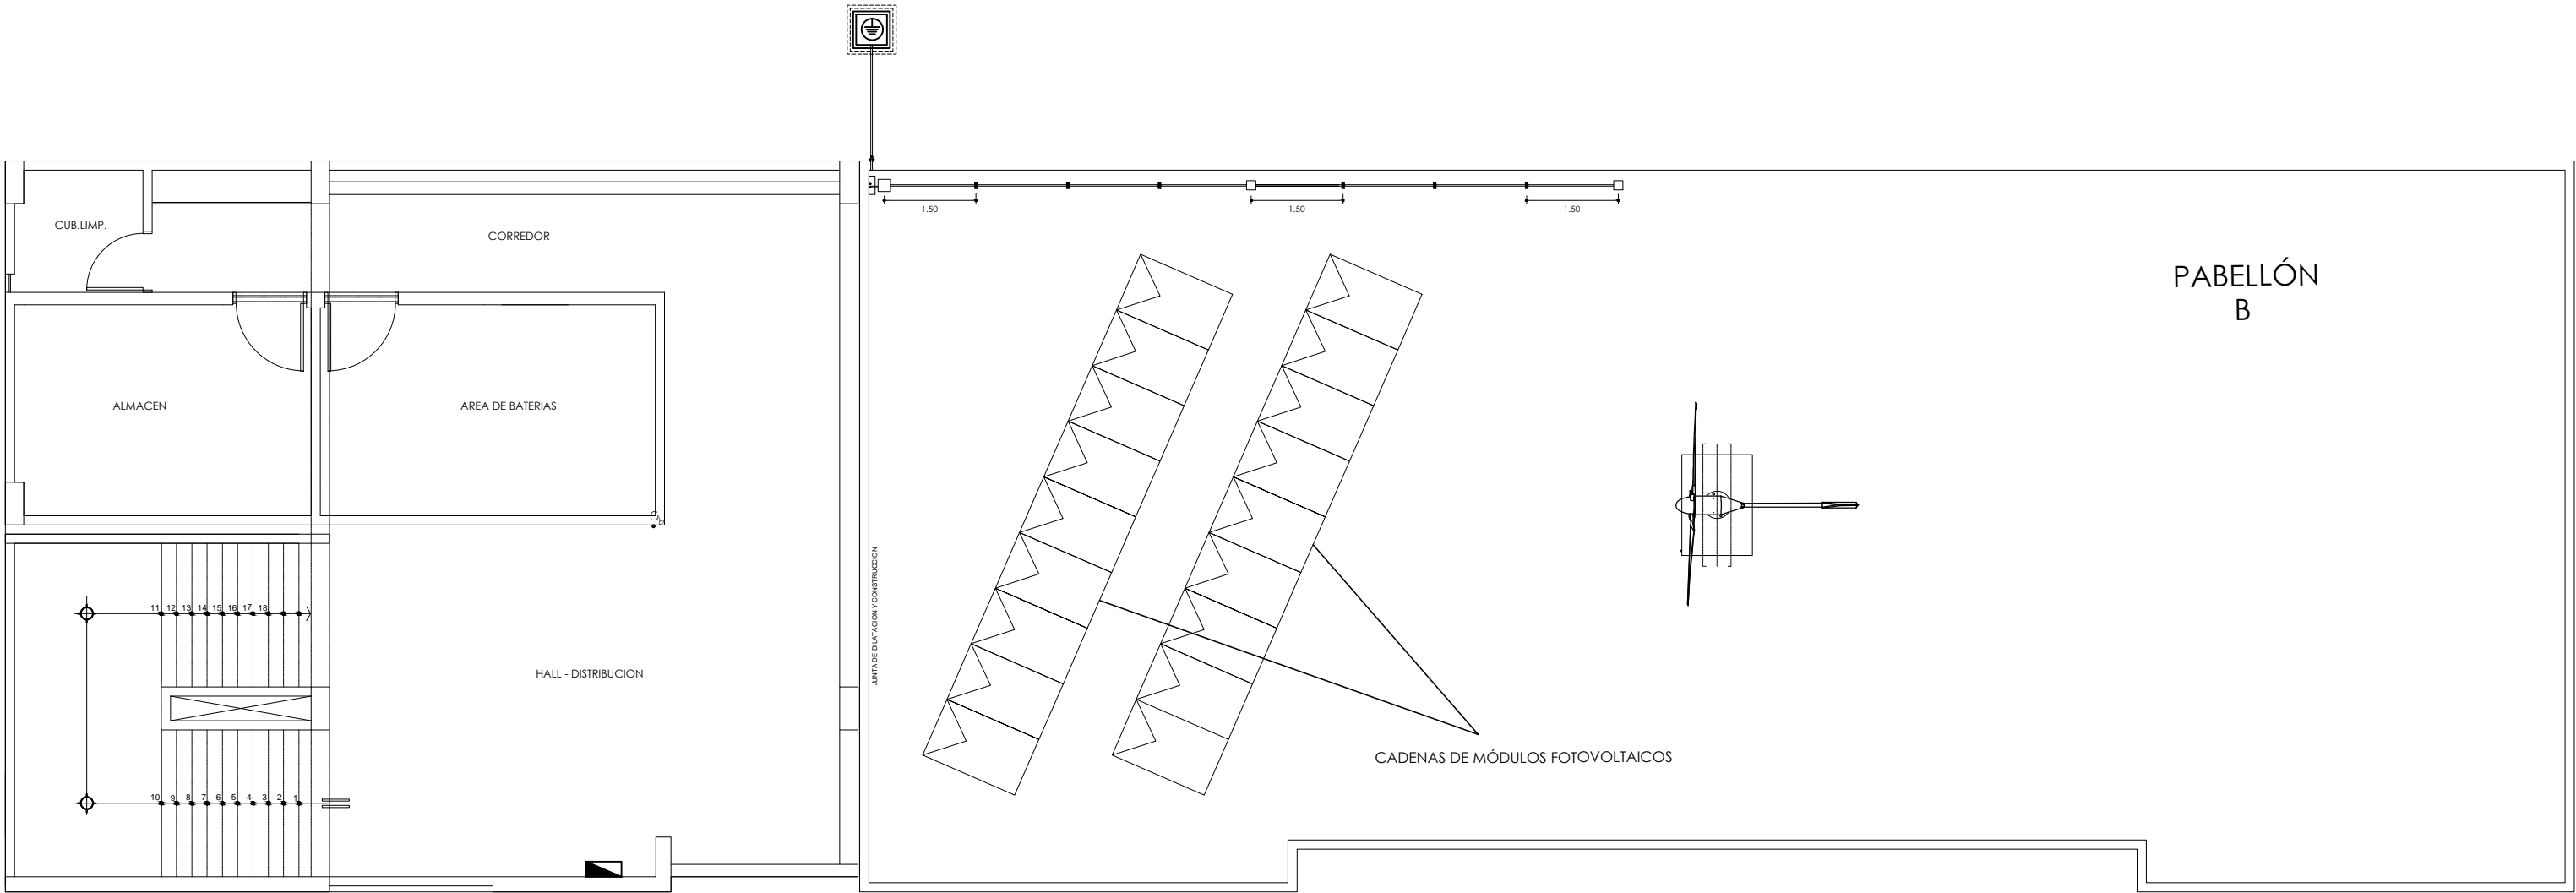 1.50
1.50
1.50
CUB.LIMP.
CORREDOR
PABELLÓN
B
ALMACEN
AREA DE BATERIAS
JUNTA DE DILATACION Y CONSTRUCCION
11 12 13 14 15 16 17 18
HALL - DISTRIBUCION
CADENAS DE MÓDULOS FOTOVOLTAICOS
10 9 8 7 6 5 4 3 2 1